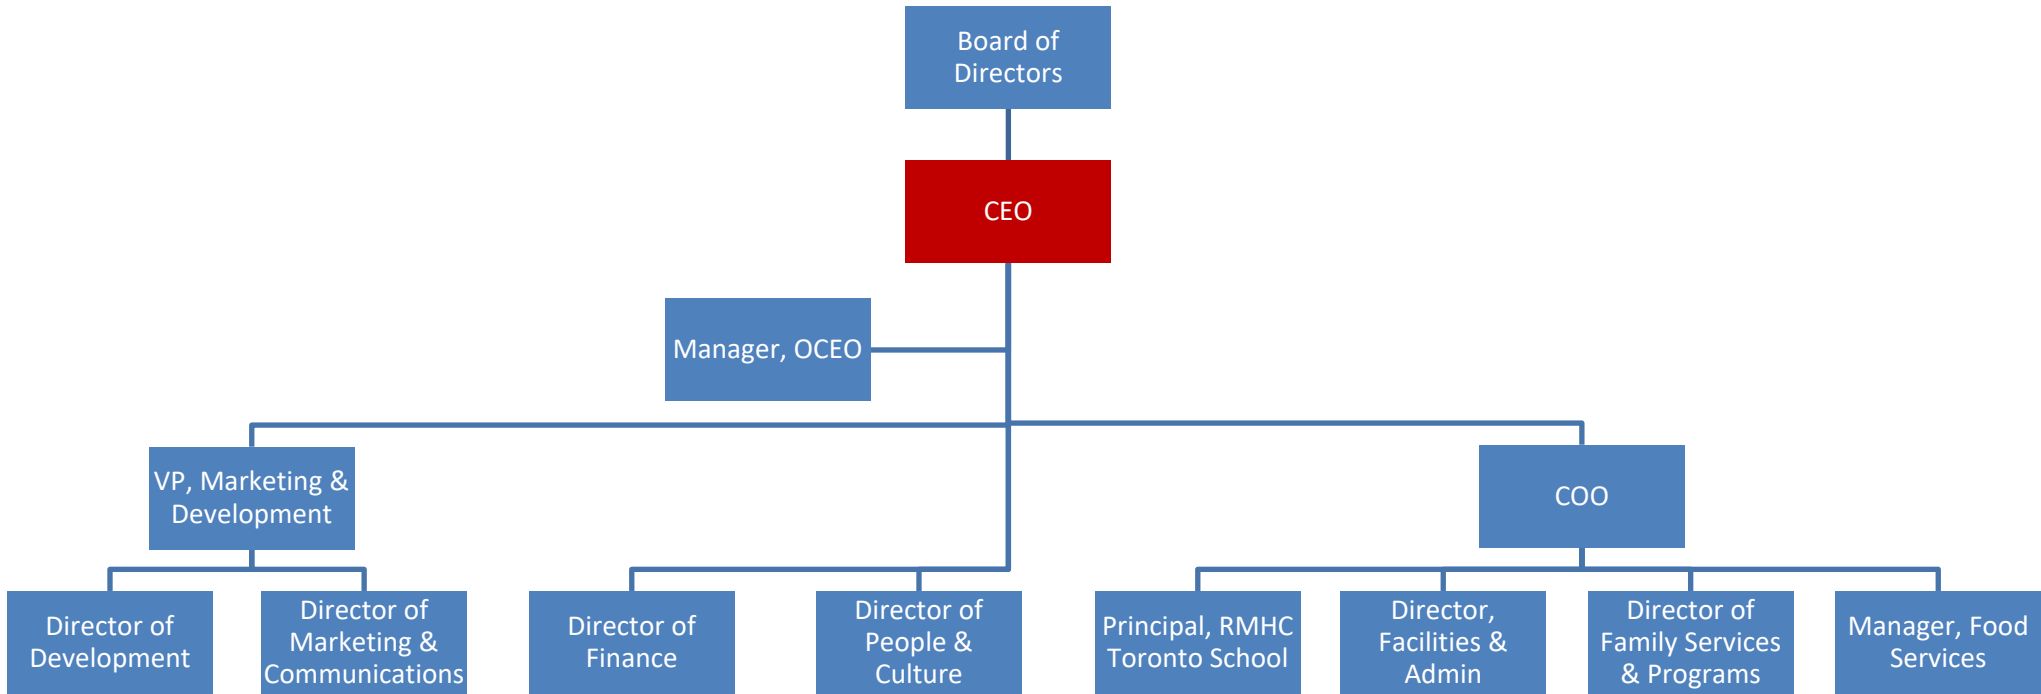 Board of
Directors
CEO
Manager, OCEO
VP, Marketing &
Development
COO
Director of
Development
Director of
Marketing &
Communications
Director of
Finance
Director of
People &
Culture
Principal, RMHC
Toronto School
Director,
Facilities &
Admin
Director of
Family Services
& Programs
Manager, Food
Services